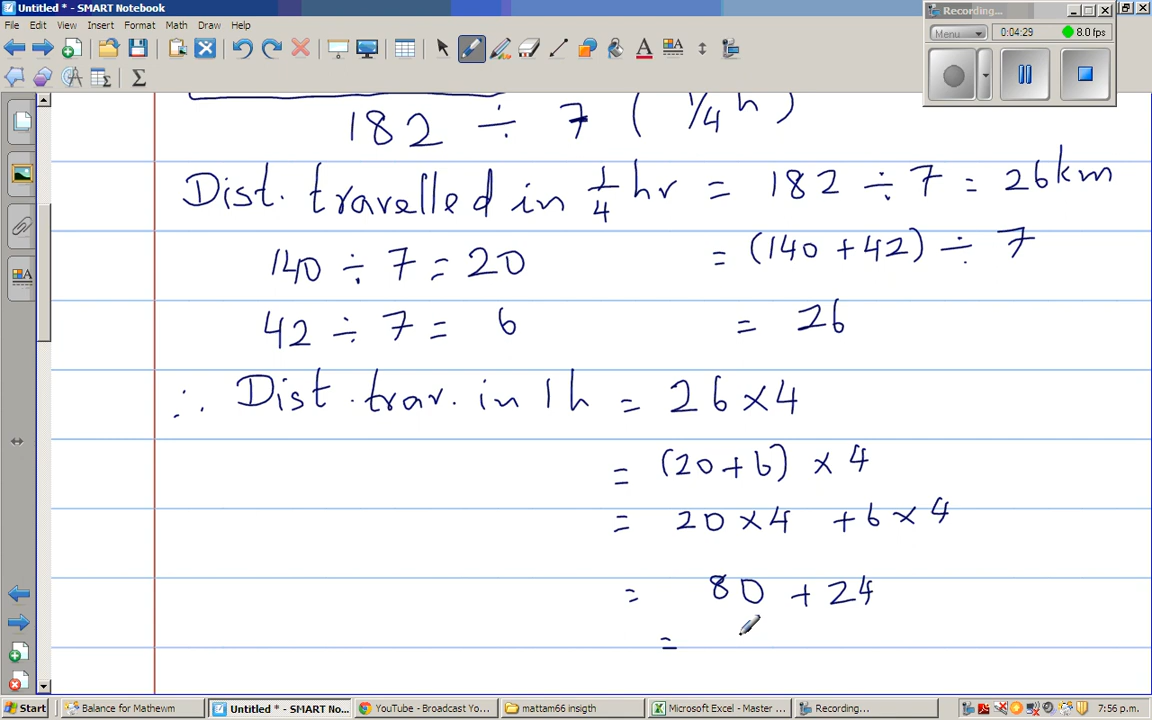 Untitled * - SMART Notebook
Recording...
File Edit View Insert Format Math Draw Help
Menu
0:04:29
8.0 fps
182 ÷ 7 ( 1/4 h )
Dist. travelled in 1/4 hr = 182 ÷ 7 = 26km
140 ÷ 7 = 20
= (140 + 42) ÷ 7
42 ÷ 7 = 6
= 26
∴ Dist. trav. in 1 h = 26 × 4
= (20 + 6) × 4
= 20 × 4 + 6 × 4
= 80 + 24
=
Start
Balance for Mathewm
Untitled * - SMART No...
YouTube - Broadcast Yo...
mattam66 insigth
Microsoft Excel - Master ...
Recording...
7:56 p.m.